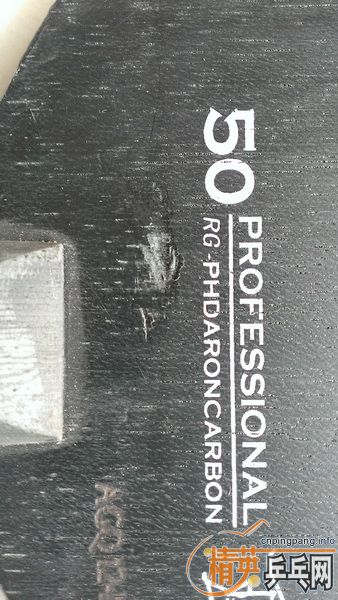 50 PROFESSIONAL
RG-PHDARONCARBON
cnpingpang.info
精英乒乓网